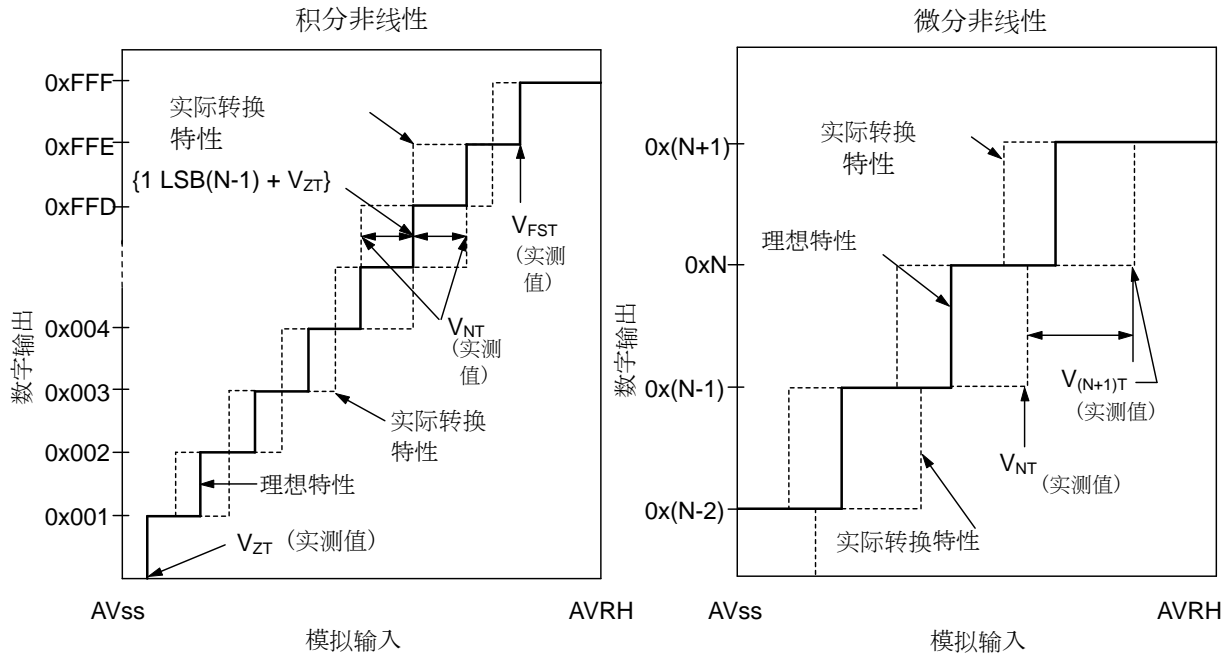 积分非线性
0xFFF
0xFFE
0xFFD
0x004
0x003
0x002
0x001
数字输出
实际转换
特性
{1 LSB(N-1) + VZT}
VFST
(实测
值)
VNT
(实测
值)
实际转换
特性
理想特性
VZT (实测值)
AVss
AVRH
模拟输入
微分非线性
0x(N+1)
0xN
0x(N-1)
0x(N-2)
数字输出
实际转换
特性
理想特性
V(N+1)T
(实测值)
VNT (实测值)
实际转换特性
AVss
AVRH
模拟输入